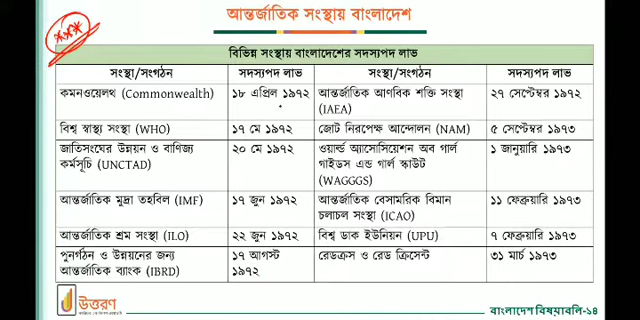 আন্তর্জাতিক সংস্থায় বাংলাদেশ
বিভিন্ন সংস্থায় বাংলাদেশের সদস্যপদ লাভ
সংস্থা/সংগঠন সদস্যপদ লাভ সংস্থা/সংগঠন সদস্যপদ লাভ
কমনওয়েলথ (Commonwealth) ১৮ এপ্রিল ১৯৭২ আন্তর্জাতিক আণবিক শক্তি সংস্থা ২৭ সেপ্টেম্বর ১৯৭২
(IAEA)
বিশ্ব স্বাস্থ্য সংস্থা (WHO) ১৭ মে ১৯৭২ জোট নিরপেক্ষ আন্দোলন (NAM) ৫ সেপ্টেম্বর ১৯৭৩
জাতিসংঘের উন্নয়ন ও বাণিজ্য ২০ মে ১৯৭২ ওয়ার্ল্ড অ্যাসোসিয়েশন অব গার্ল ১ জানুয়ারি ১৯৭৩
কর্মসূচি (UNCTAD) গাইডস এন্ড গার্ল স্কাউট
(WAGGGS)
আন্তর্জাতিক মুদ্রা তহবিল (IMF) ১৭ জুন ১৯৭২ আন্তর্জাতিক বেসামরিক বিমান ১১ ফেব্রুয়ারি ১৯৭৩
চলাচল সংস্থা (ICAO)
আন্তর্জাতিক শ্রম সংস্থা (ILO) ২২ জুন ১৯৭২ বিশ্ব ডাক ইউনিয়ন (UPU) ৭ ফেব্রুয়ারি ১৯৭৩
পুনর্গঠন ও উন্নয়নের জন্য ১৭ আগস্ট রেডক্রস ও রেড ক্রিসেন্ট ৩১ মার্চ ১৯৭৩
আন্তর্জাতিক ব্যাংক (IBRD) ১৯৭২
উত্তরণ
বাংলাদেশ বিষয়াবলি-১৪